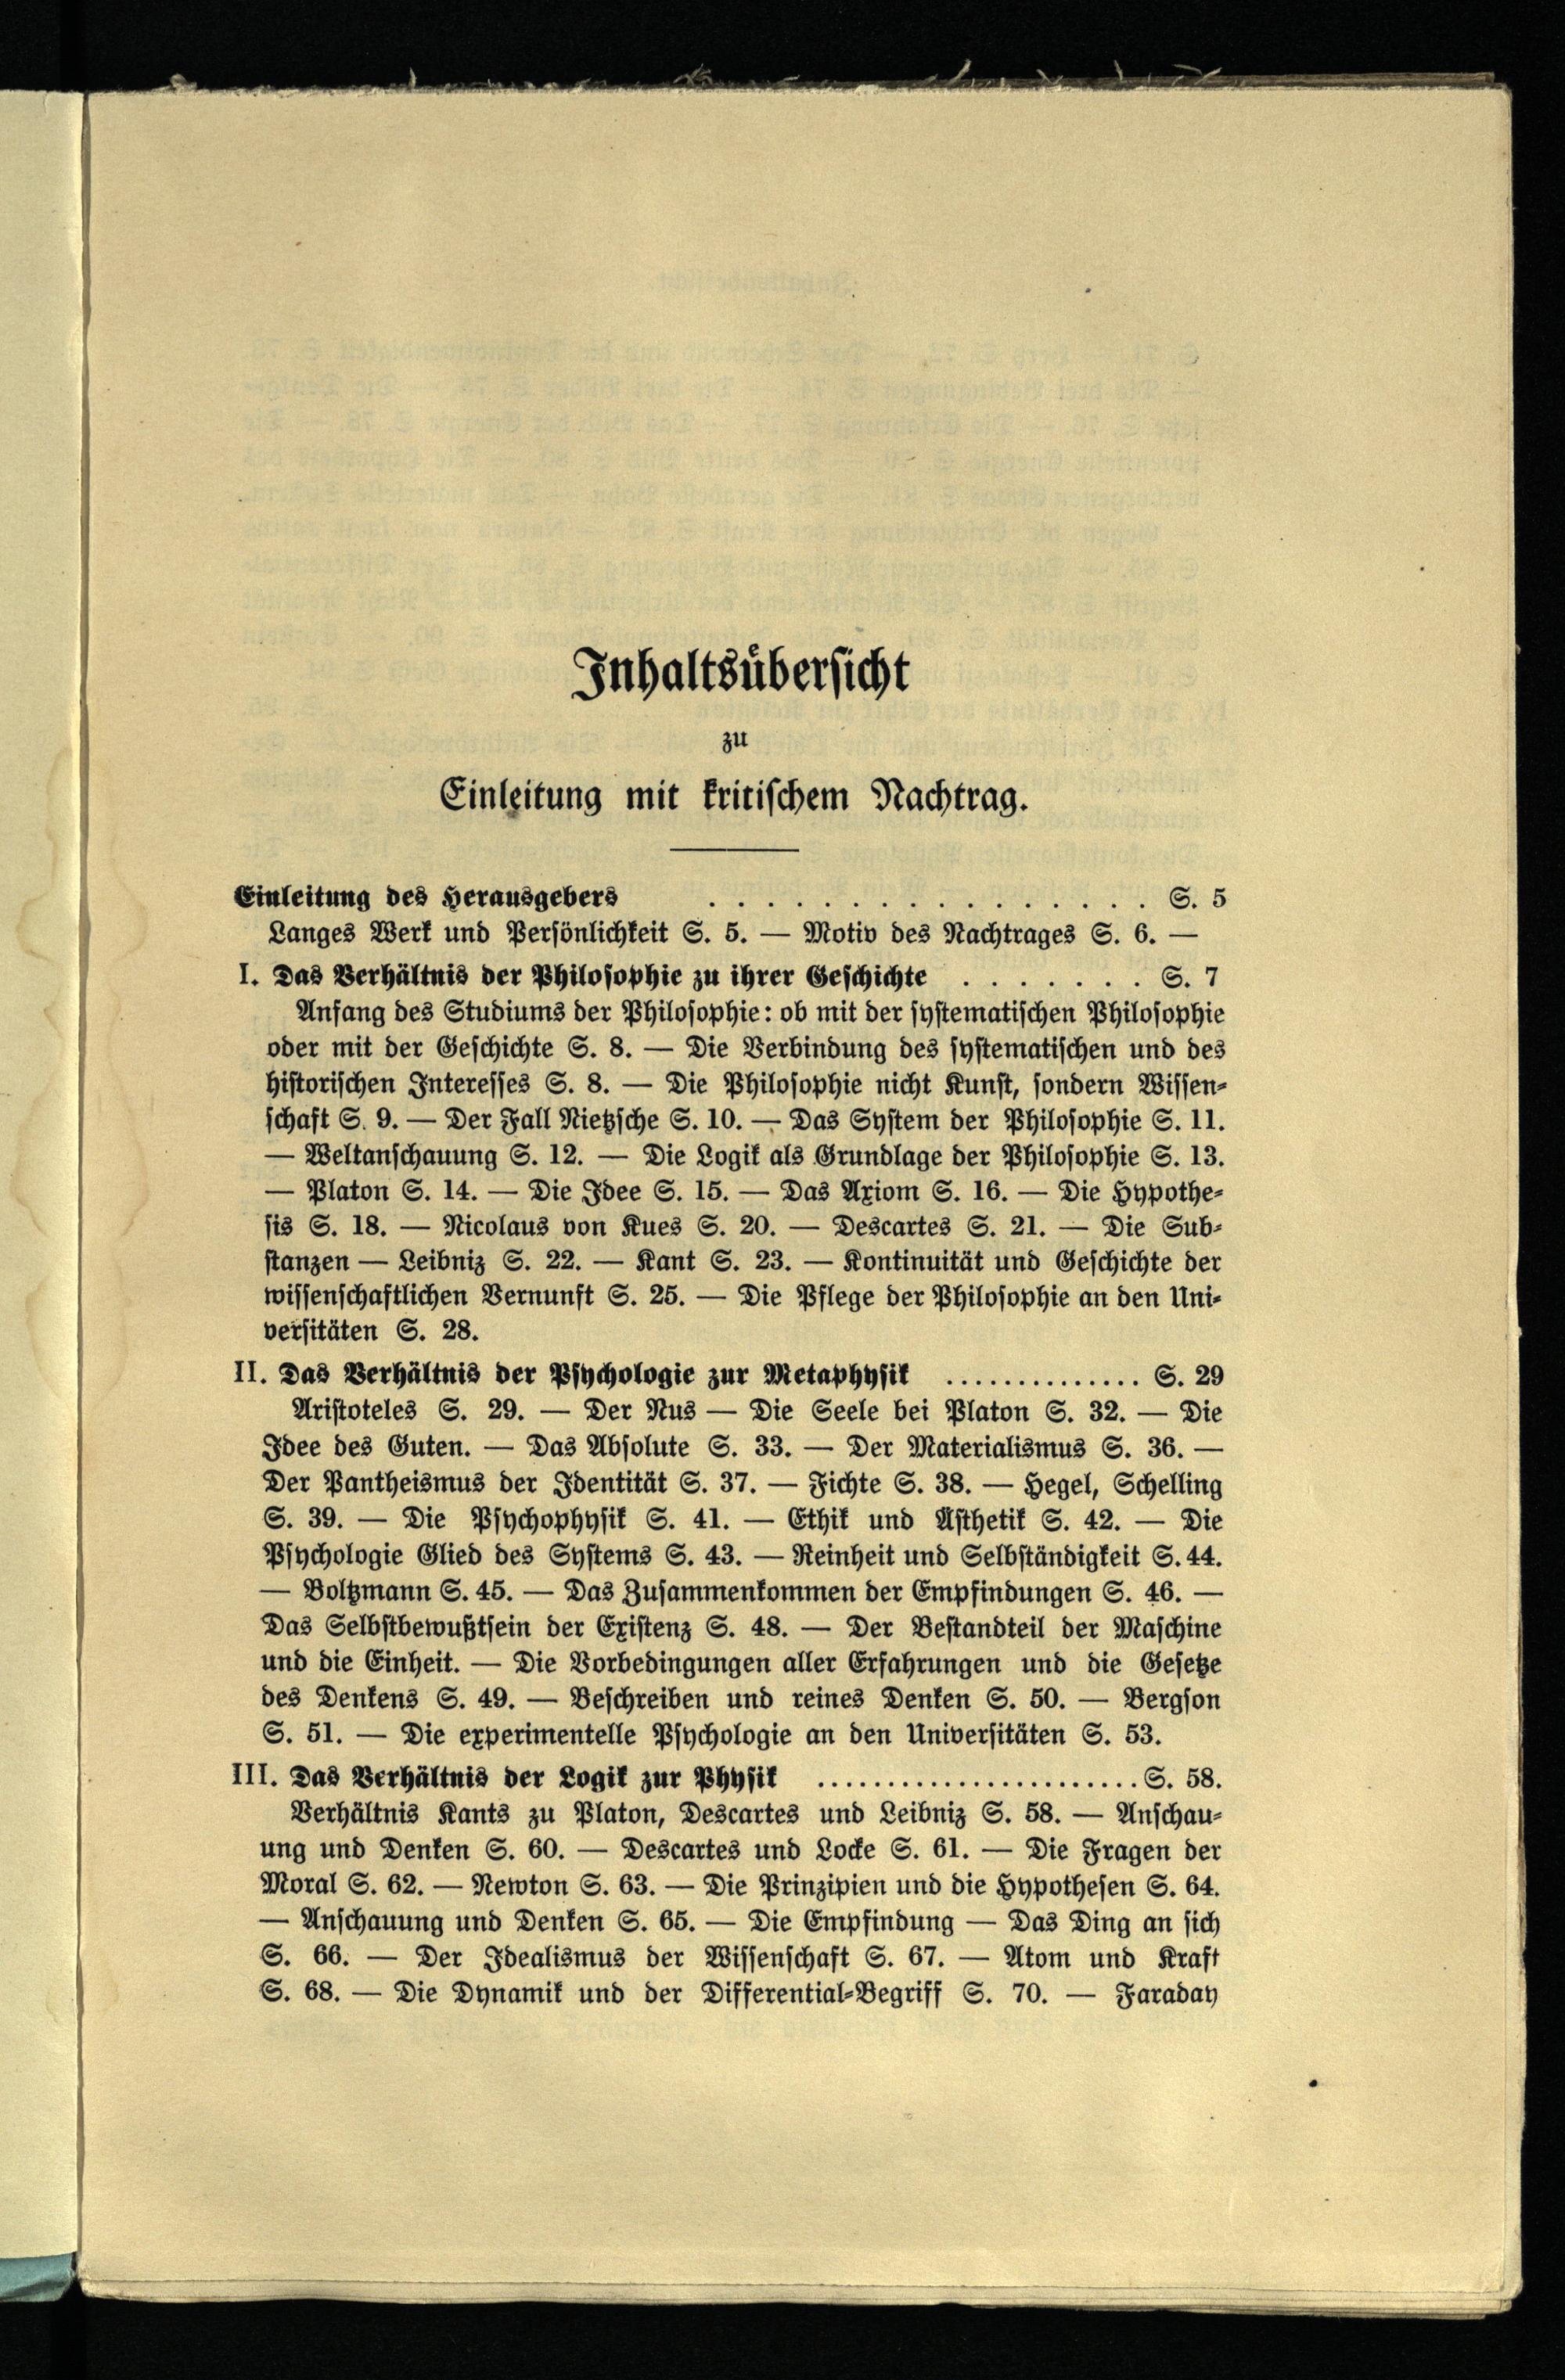 Inhaltsübersicht
zu
Einleitung mit kritischem Nachtrag.
Einleitung des Herausgebers . . . . . . . . . . . . . . . . S. 5
Langes Werk und Persönlichkeit S. 5. — Motiv des Nachtrages S. 6. —
I. Das Verhältnis der Philosophie zu ihrer Geschichte . . . . . . . S. 7
Anfang des Studiums der Philosophie: ob mit der systematischen Philosophie
oder mit der Geschichte S. 8. — Die Verbindung des systematischen und des
historischen Interesses S. 8. — Die Philosophie nicht Kunst, sondern Wissen-
schaft S. 9. — Der Fall Nietzsche S. 10. — Das System der Philosophie S. 11.
— Weltanschauung S. 12. — Die Logik als Grundlage der Philosophie S. 13.
— Platon S. 14. — Die Idee S. 15. — Das Axiom S. 16. — Die Hypothe-
sis S. 18. — Nicolaus von Kues S. 20. — Descartes S. 21. — Die Sub-
stanzen — Leibniz S. 22. — Kant S. 23. — Kontinuität und Geschichte der
wissenschaftlichen Vernunft S. 25. — Die Pflege der Philosophie an den Uni-
versitäten S. 28.
II. Das Verhältnis der Psychologie zur Metaphysik .............. S. 29
Aristoteles S. 29. — Der Nus — Die Seele bei Platon S. 32. — Die
Idee des Guten. — Das Absolute S. 33. — Der Materialismus S. 36. —
Der Pantheismus der Identität S. 37. — Fichte S. 38. — Hegel, Schelling
S. 39. — Die Psychophysik S. 41. — Ethik und Ästhetik S. 42. — Die
Psychologie Glied des Systems S. 43. — Reinheit und Selbständigkeit S. 44.
— Boltzmann S. 45. — Das Zusammenkommen der Empfindungen S. 46. —
Das Selbstbewußtsein der Existenz S. 48. — Der Bestandteil der Maschine
und die Einheit. — Die Vorbedingungen aller Erfahrungen und die Gesetze
des Denkens S. 49. — Beschreiben und reines Denken S. 50. — Bergson
S. 51. — Die experimentelle Psychologie an den Universitäten S. 53.
III. Das Verhältnis der Logik zur Physik ....................... S. 58.
Verhältnis Kants zu Platon, Descartes und Leibniz S. 58. — Anschau-
ung und Denken S. 60. — Descartes und Locke S. 61. — Die Fragen der
Moral S. 62. — Newton S. 63. — Die Prinzipien und die Hypothesen S. 64.
— Anschauung und Denken S. 65. — Die Empfindung — Das Ding an sich
S. 66. — Der Idealismus der Wissenschaft S. 67. — Atom und Kraft
S. 68. — Die Dynamik und der Differential-Begriff S. 70. — Faraday